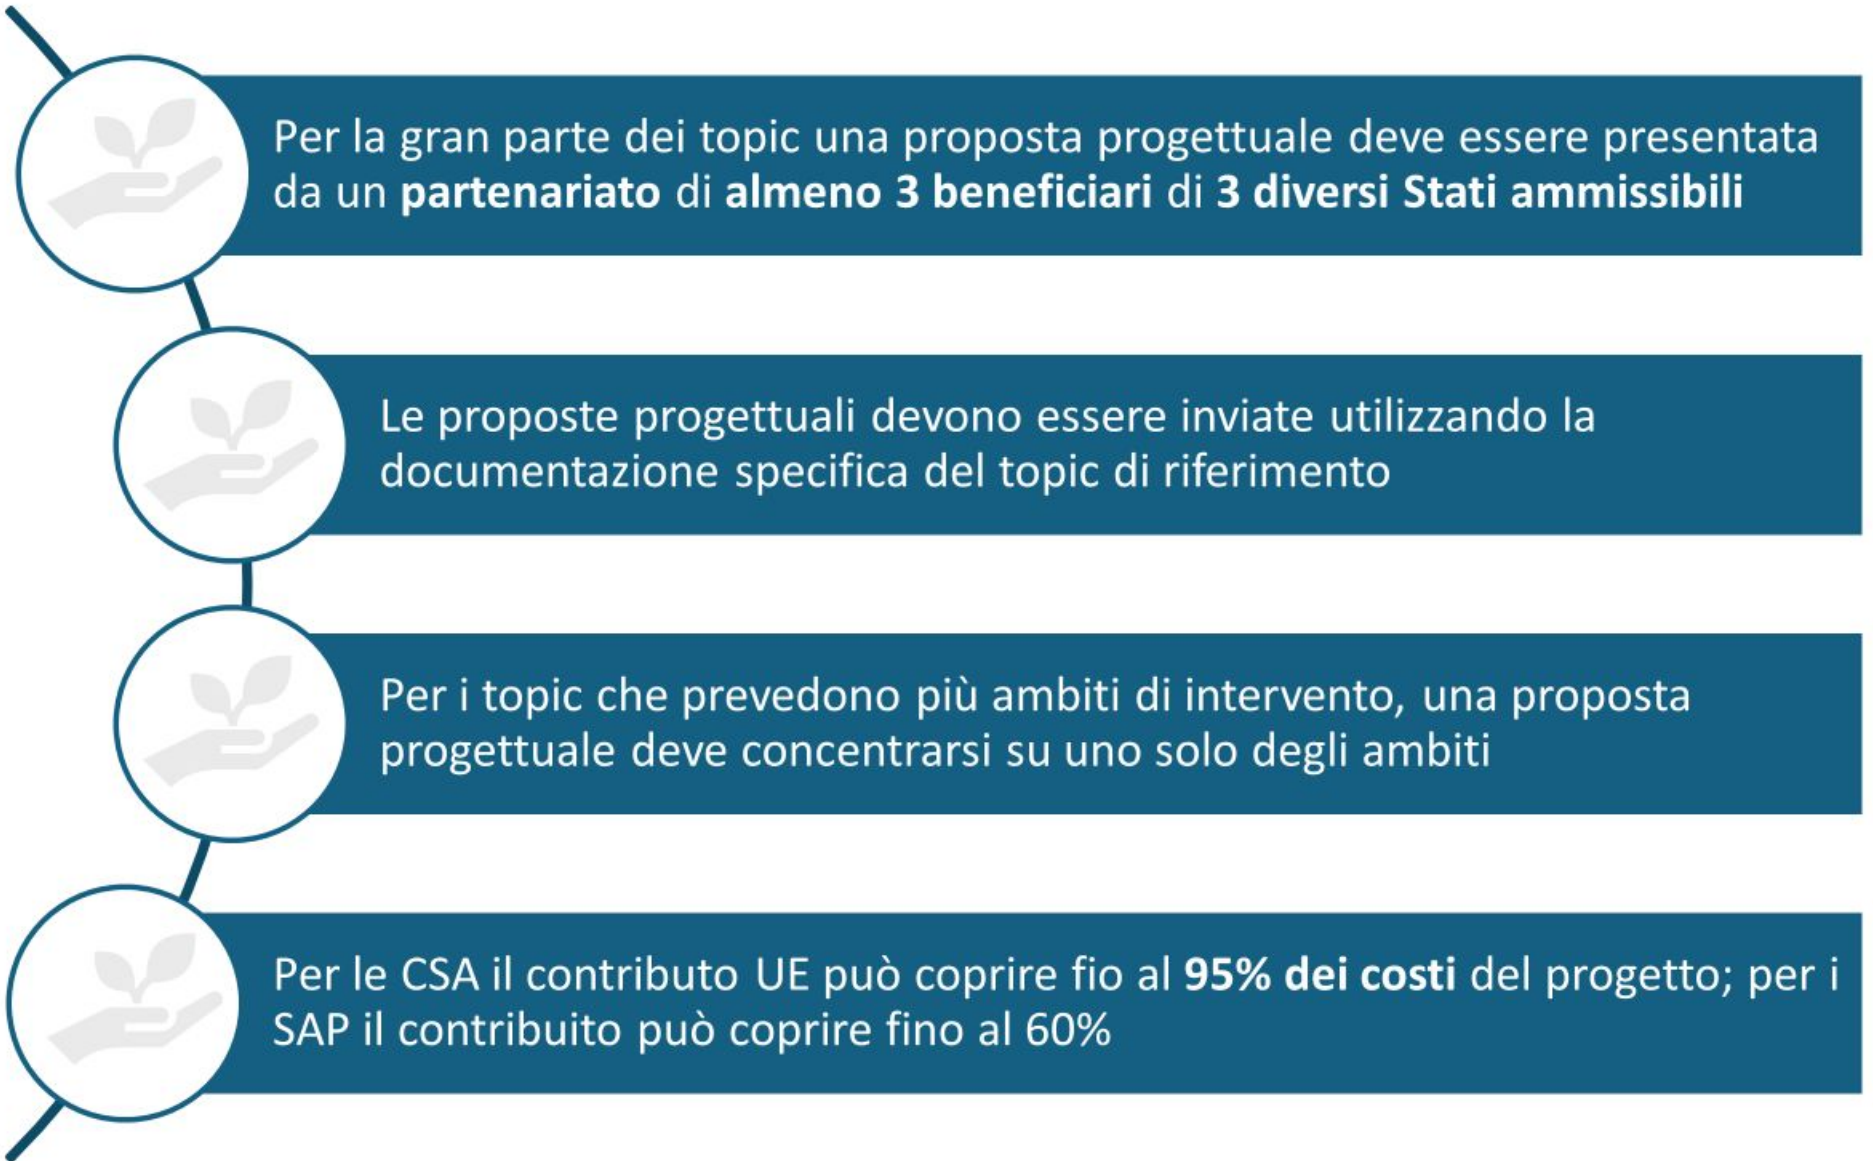 Per la gran parte dei topic una proposta progettuale deve essere presentata
da un partenariato di almeno 3 beneficiari di 3 diversi Stati ammissibili
Le proposte progettuali devono essere inviate utilizzando la
documentazione specifica del topic di riferimento
Per i topic che prevedono più ambiti di intervento, una proposta
progettuale deve concentrarsi su uno solo degli ambiti
Per le CSA il contributo UE può coprire fio al 95% dei costi del progetto; per i
SAP il contribuito può coprire fino al 60%